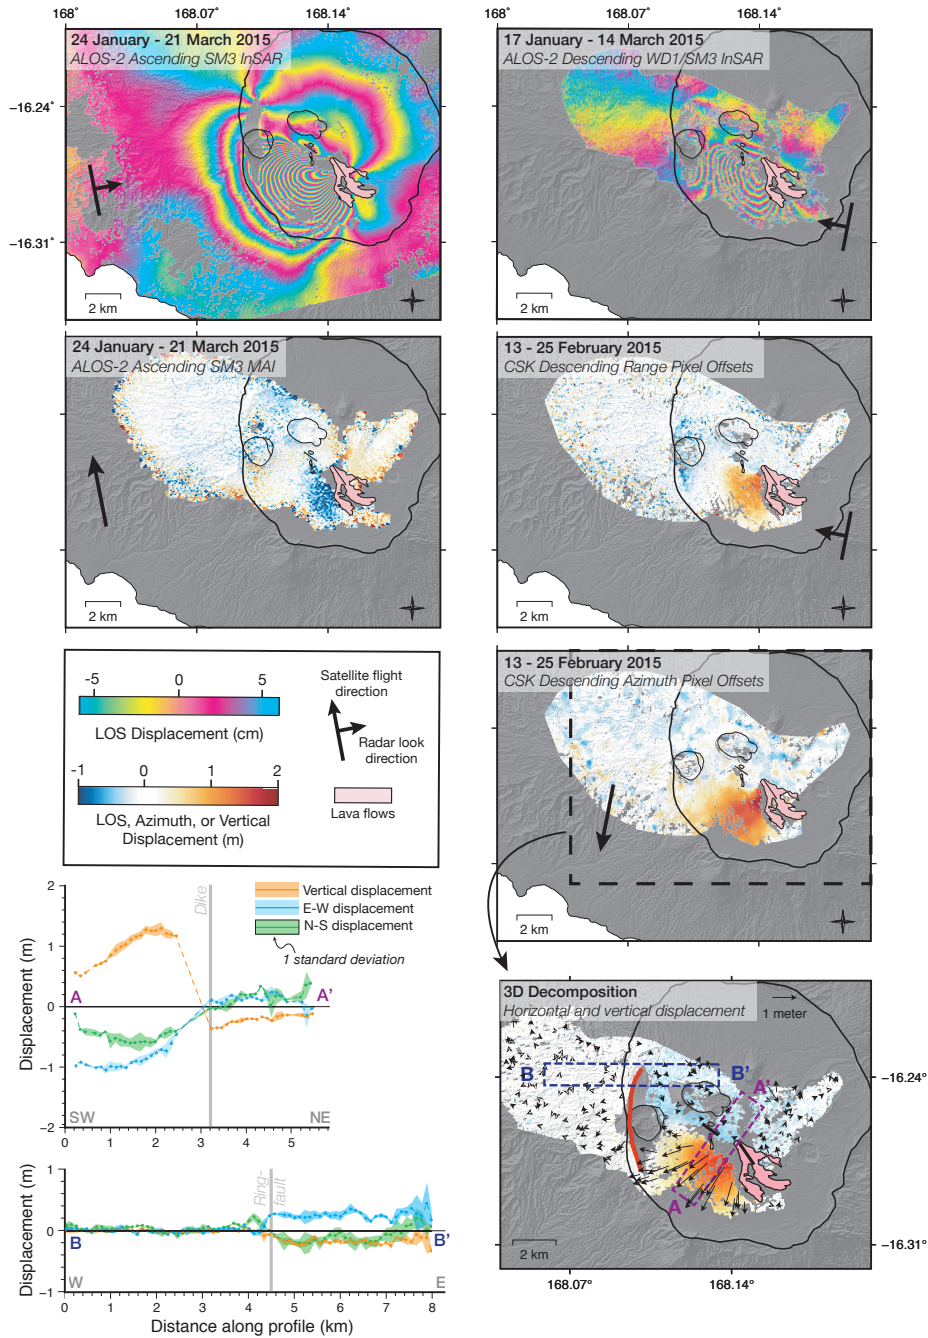 168° 168.07° 168.14°
168° 168.07° 168.14°
24 January - 21 March 2015
ALOS-2 Ascending SM3 InSAR
−16.24°
−16.31°
2 km
17 January - 14 March 2015
ALOS-2 Descending WD1/SM3 InSAR
2 km
24 January - 21 March 2015
ALOS-2 Ascending SM3 MAI
2 km
13 - 25 February 2015
CSK Descending Range Pixel Offsets
2 km
-5 0 5
LOS Displacement (cm)
-1 0 1 2
LOS, Azimuth, or Vertical
Displacement (m)
Satellite flight
direction
Radar look
direction
Lava flows
13 - 25 February 2015
CSK Descending Azimuth Pixel Offsets
2 km
Displacement (m)
2
1
0
-1
-2
Dike
Vertical displacement
E-W displacement
N-S displacement
1 standard deviation
A A'
SW NE
0 1 2 3 4 5
3D Decomposition
Horizontal and vertical displacement
1 meter
B B'
A'
A
−16.24°
−16.31°
2 km
168.07° 168.14°
Displacement (m)
1
0
-1
Ring-
fault
B B'
W E
0 1 2 3 4 5 6 7 8
Distance along profile (km)